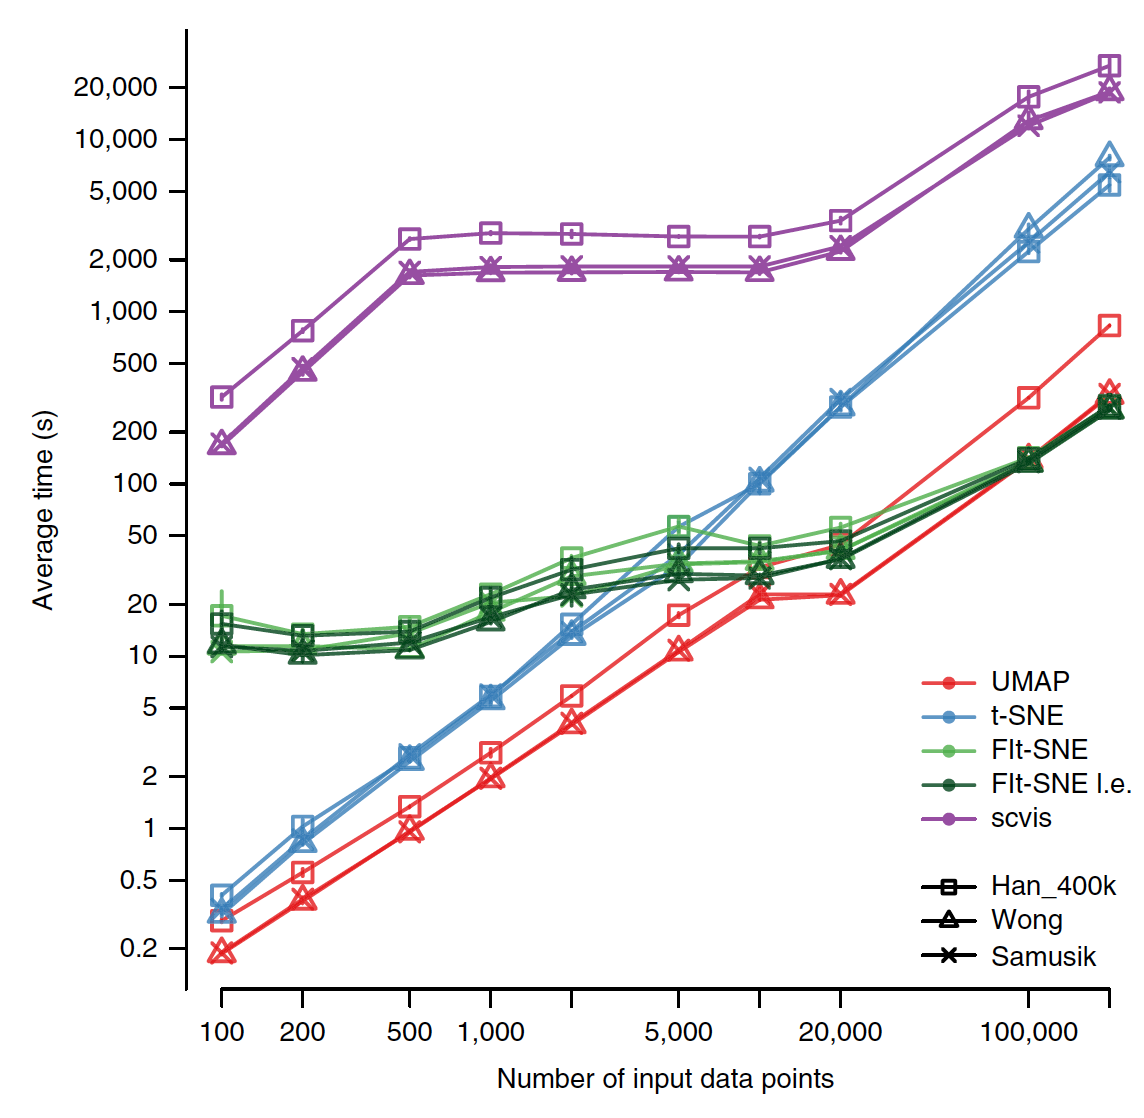 20,000
10,000
5,000
2,000
1,000
500
200
100
50
20
10
5
2
1
0.5
0.2
Average time (s)
UMAP
t-SNE
FIt-SNE
FIt-SNE l.e.
scvis
Han_400k
Wong
Samusik
100 200 500 1,000 5,000 20,000 100,000
Number of input data points